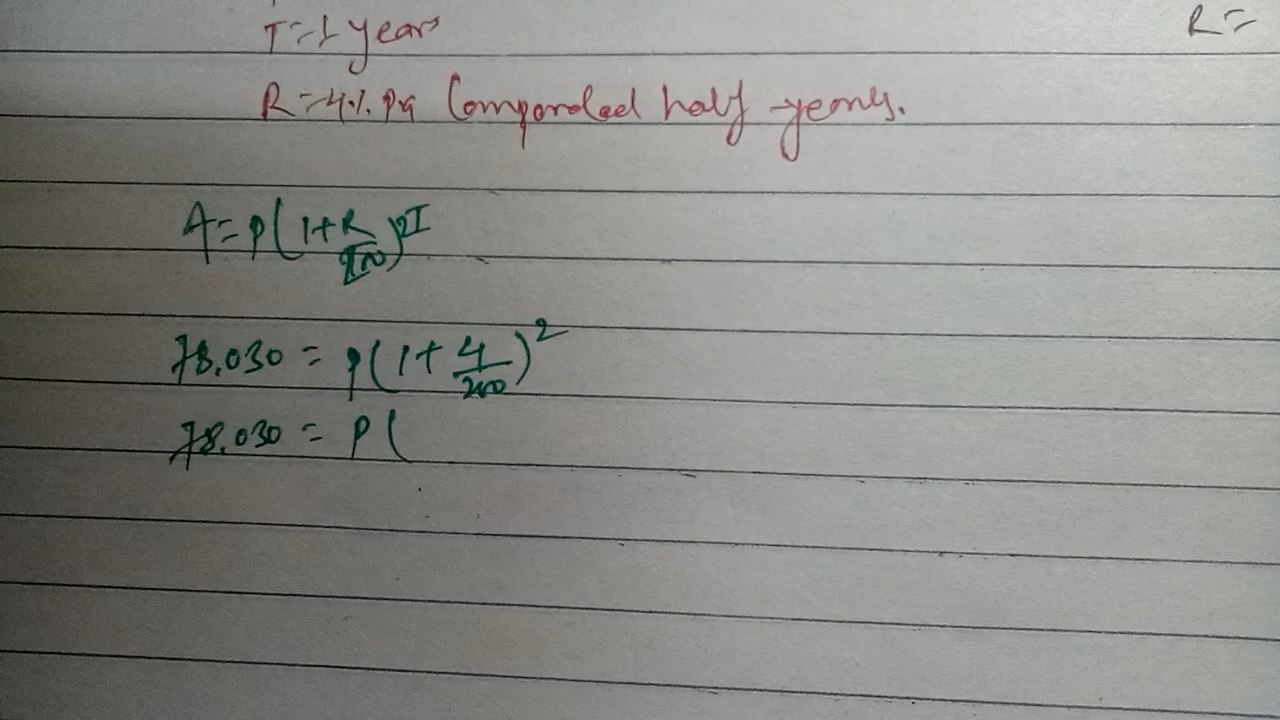 T=1 years
R=
R=4%. Pa Compounded half yearly.
A=P(1+R/200)2T
78,030 = P(1+4/200)2
78,030 = P(